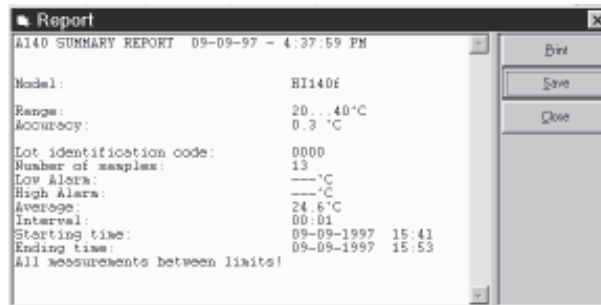 Report
A140 SUMMARY REPORT 09-09-97 - 4:37:59 PM
Model: HI140f
Range: 20...40°C
Accuracy: 0.3 °C
Lot identification code: 0000
Number of samples: 13
Low Alarm: ---°C
High Alarm: ---°C
Average: 24.6°C
Interval: 00:01
Starting time: 09-09-1997 15:41
Ending time: 09-09-1997 15:53
All measurements between limits!
Print
Save
Close